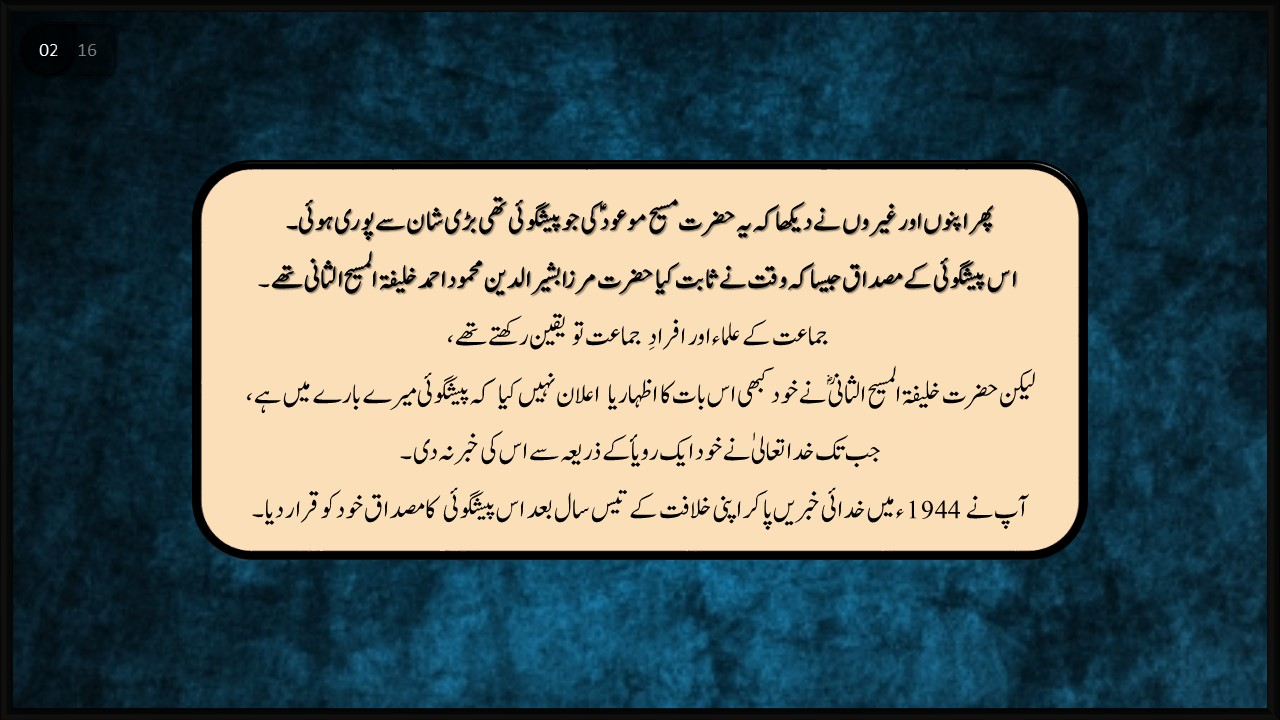 02 16
پھر اپنوں اور غیروں نے دیکھا کہ یہ حضرت مسیح موعودؑ کی جو پیشگوئی تھی بڑی شان سے پوری ہوئی۔
اس پیشگوئی کے مصداق جیسا کہ وقت نے ثابت کیا حضرت مرزا بشیر الدین محمود احمد خلیفۃ المسیح الثانی تھے۔
جماعت کے علماء اور افرادِ جماعت تو یقین رکھتے تھے،
لیکن حضرت خلیفۃ المسیح الثانیؓ نے خود کبھی اس بات کا اظہار یا اعلان نہیں کیا کہ پیشگوئی میرے بارے میں ہے،
جب تک خدا تعالیٰ نے خود ایک رویأ کے ذریعہ سے اس کی خبر نہ دی۔
آپ نے 1944ء میں خدائی خبریں پا کر اپنی خلافت کے تیس سال بعد اس پیشگوئی کا مصداق خود کو قرار دیا۔